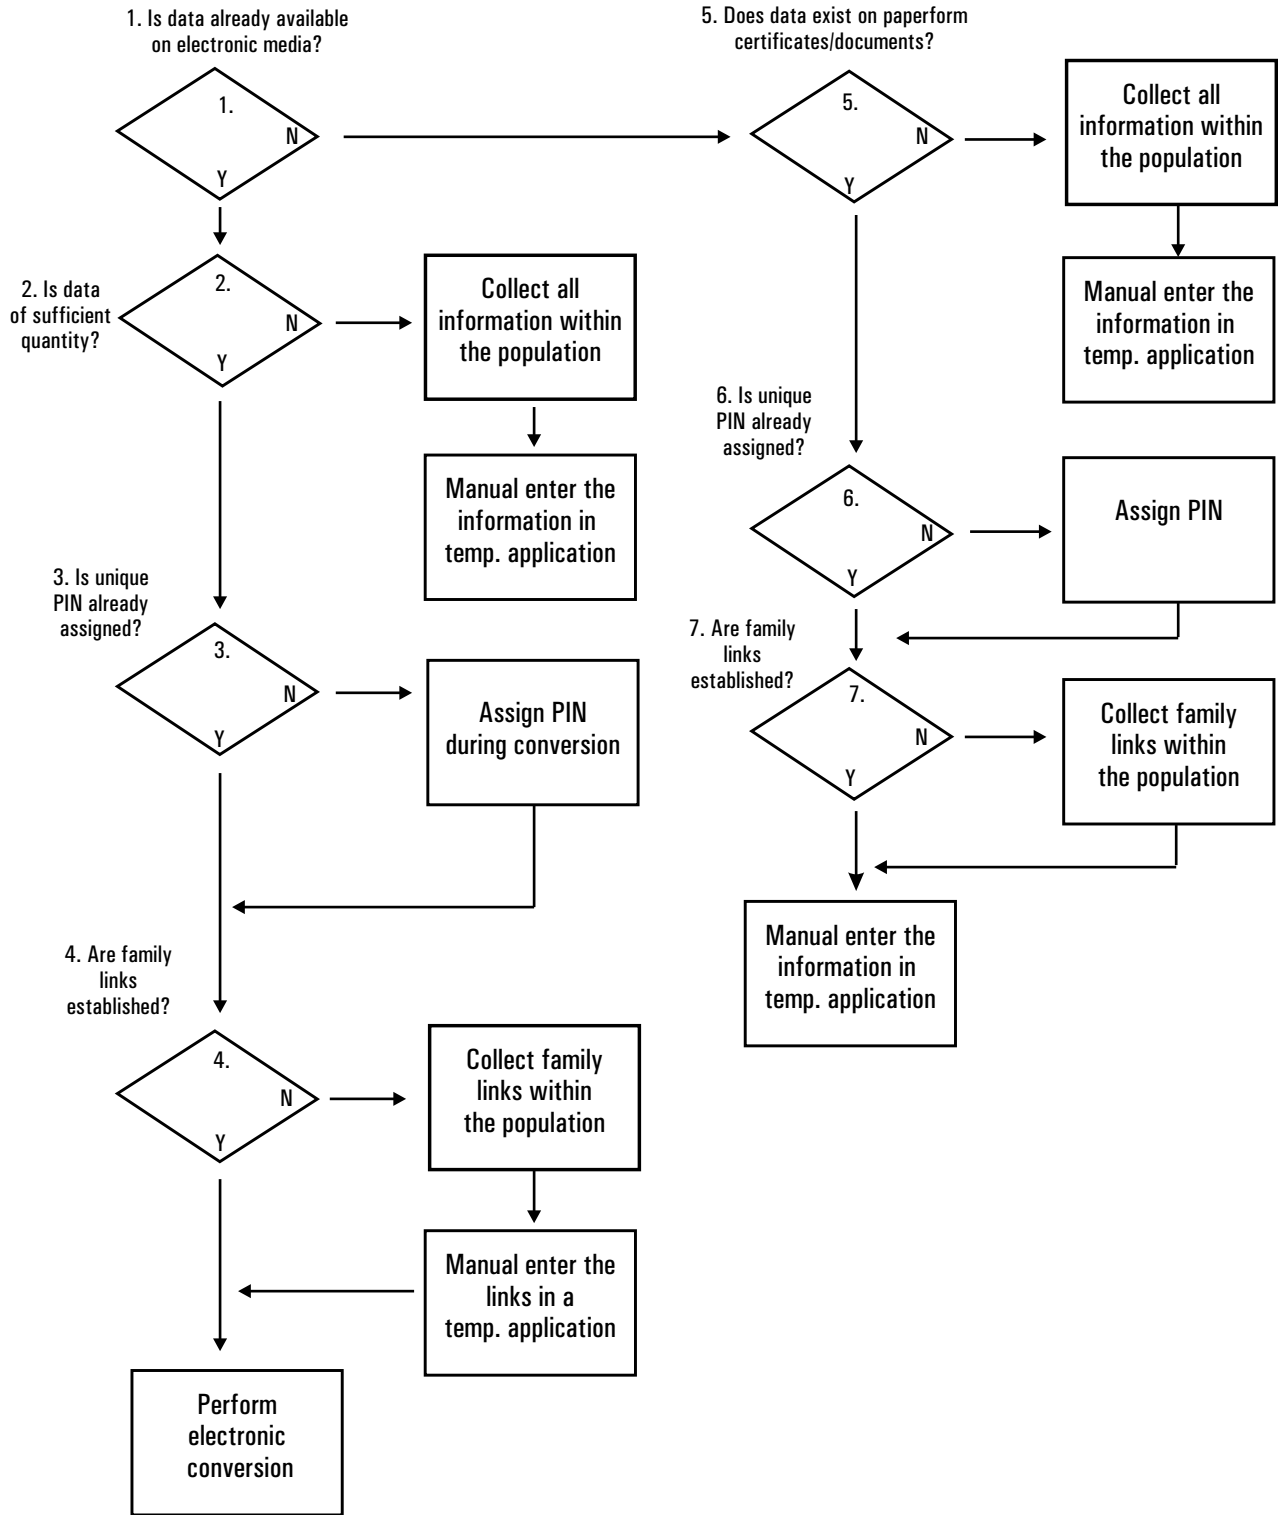 1. Is data already available
on electronic media?
1.
N
Y
2. Is data
of sufficient
quantity?
2.
N
Y
Collect all
information within
the population
Manual enter the
information in
temp. application
3. Is unique
PIN already
assigned?
3.
N
Y
Assign PIN
during conversion
4. Are family
links
established?
4.
N
Y
Collect family
links within
the population
Manual enter the
links in a
temp. application
Perform
electronic
conversion
5. Does data exist on paperform
certificates/documents?
5.
N
Y
Collect all
information within
the population
Manual enter the
information in
temp. application
6. Is unique
PIN already
assigned?
6.
N
Y
Assign PIN
7. Are family
links
established?
7.
N
Y
Collect family
links within
the population
Manual enter the
information in
temp. application